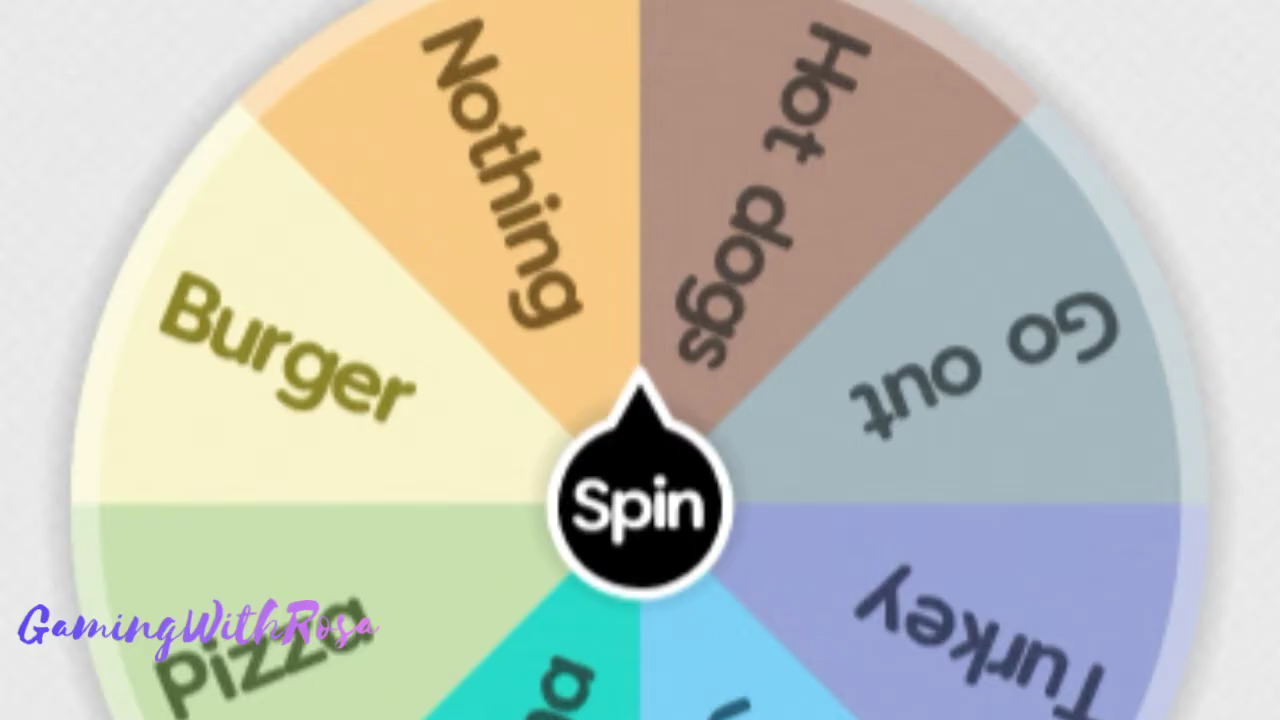 Nothing
Hot dogs
Burger
Go out
Spin
Turkey
Pizza
GamingWithRosa